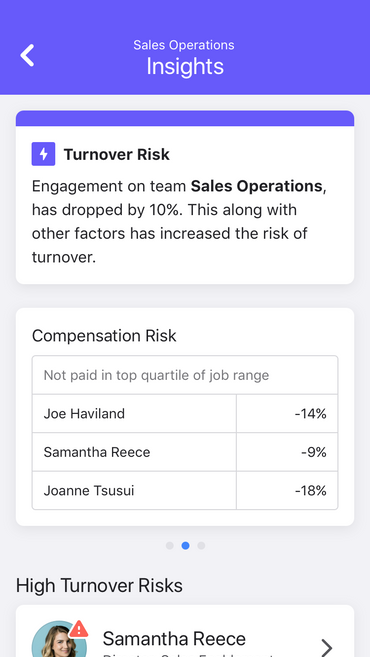 Sales Operations
Insights
Turnover Risk
Engagement on team Sales Operations,
has dropped by 10%. This along with
other factors has increased the risk of
turnover.
Compensation Risk
Not paid in top quartile of job range
Joe Haviland -14%
Samantha Reece -9%
Joanne Tsusui -18%
High Turnover Risks
Samantha Reece